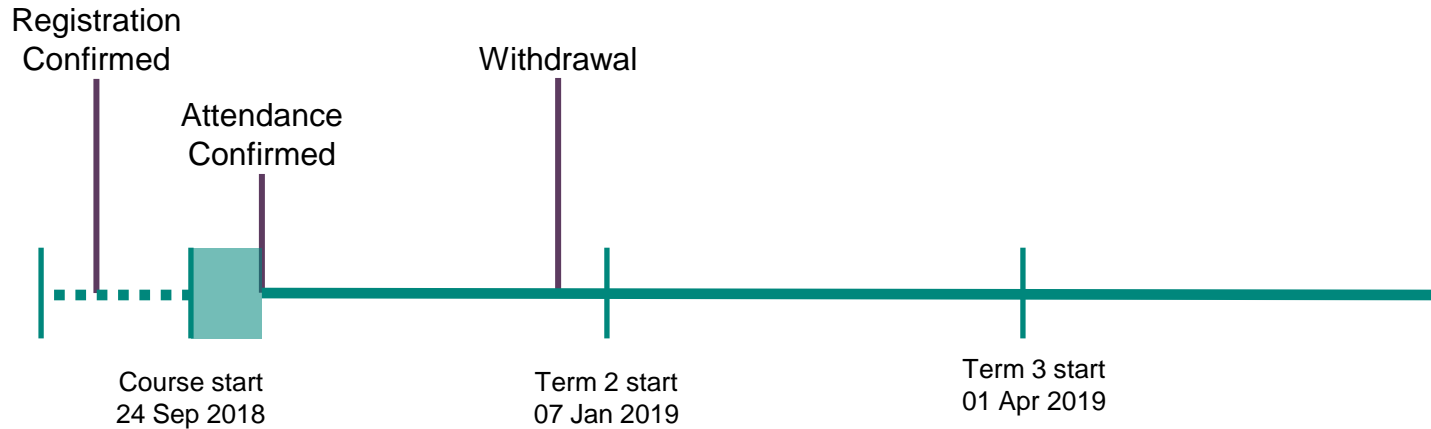 Registration
Confirmed
Withdrawal
Attendance
Confirmed
Course start
24 Sep 2018
Term 2 start
07 Jan 2019
Term 3 start
01 Apr 2019